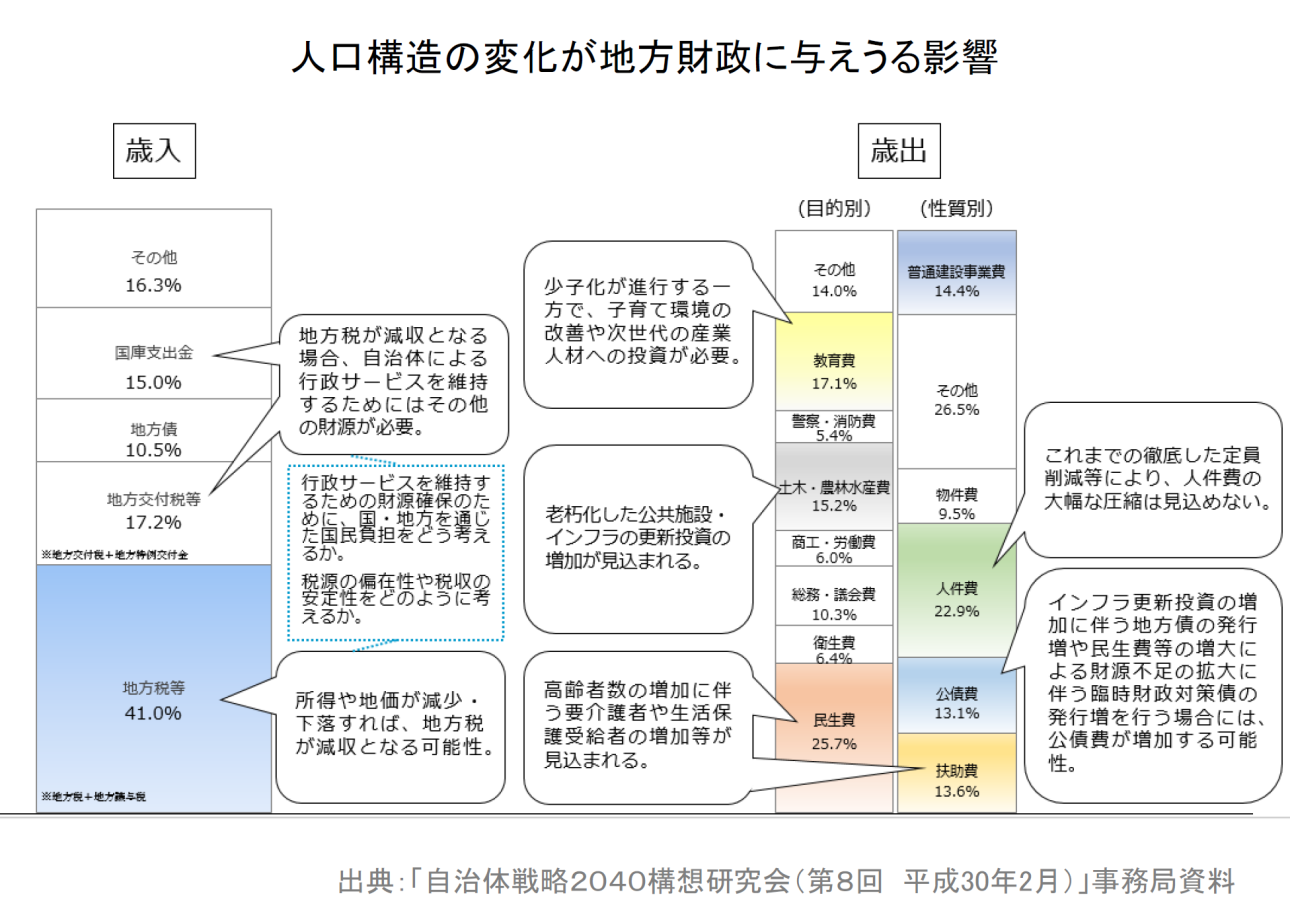 人口構造の変化が地方財政に与えうる影響
歳入
その他
16.3%
国庫支出金
15.0%
地方債
10.5%
地方交付税等
17.2%
※地方交付税＋地方特例交付金
地方税等
41.0%
※地方税＋地方譲与税
地方税が減収となる
場合、自治体による
行政サービスを維持
するためにはその他
の財源が必要。
行政サービスを維持す
るための財源確保のた
めに、国・地方を通じ
た国民負担をどう考え
るか。
税源の偏在性や税収の
安定性をどのように考
えるか。
所得や地価が減少・
下落すれば、地方税
が減収となる可能性。
歳出
（目的別）
（性質別）
少子化が進行する一
方で、子育て環境の
改善や次世代の産業
人材への投資が必要。
老朽化した公共施設・
インフラの更新投資の
増加が見込まれる。
高齢者数の増加に伴
う要介護者や生活保
護受給者の増加等が
見込まれる。
その他
14.0%
教育費
17.1%
警察・消防費
5.4%
土木・農林水産費
15.2%
商工・労働費
6.0%
総務・議会費
10.3%
衛生費
6.4%
民生費
25.7%
普通建設事業費
14.4%
その他
26.5%
物件費
9.5%
人件費
22.9%
公債費
13.1%
扶助費
13.6%
これまでの徹底した定員
削減等により、人件費の
大幅な圧縮は見込めない。
インフラ更新投資の増
加に伴う地方債の発行
増や民生費等の増大に
よる財源不足の拡大に
伴う臨時財政対策債の
発行増を行う場合には、
公債費が増加する可能
性。
出典：「自治体戦略２０４０構想研究会（第８回　平成30年2月）」事務局資料